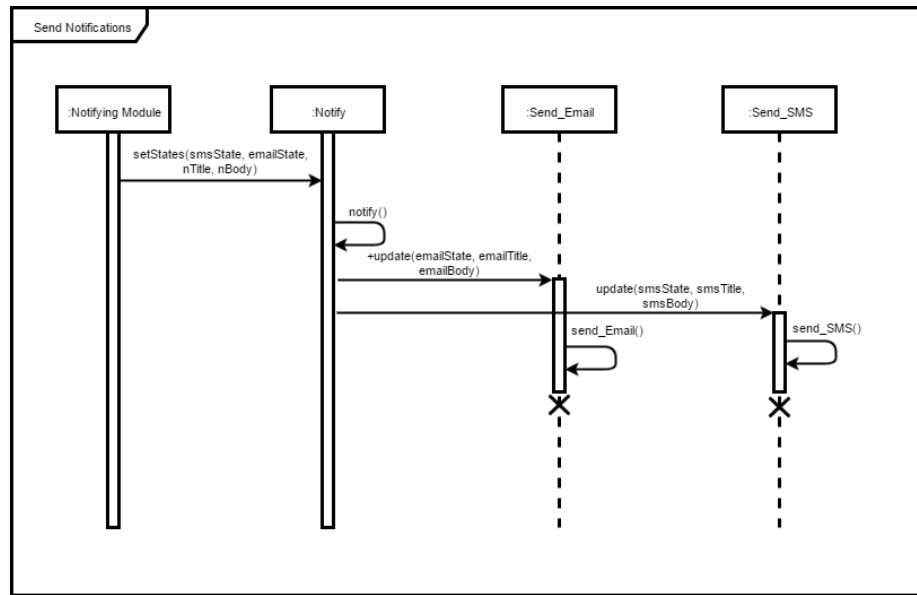 Send Notifications
:Notifying Module
:Notify
:Send_Email
:Send_SMS
setStates(smsState, emailState,
nTitle, nBody)
notify()
+update(emailState, emailTitle,
emailBody)
update(smsState, smsTitle,
smsBody)
send_Email()
send_SMS()